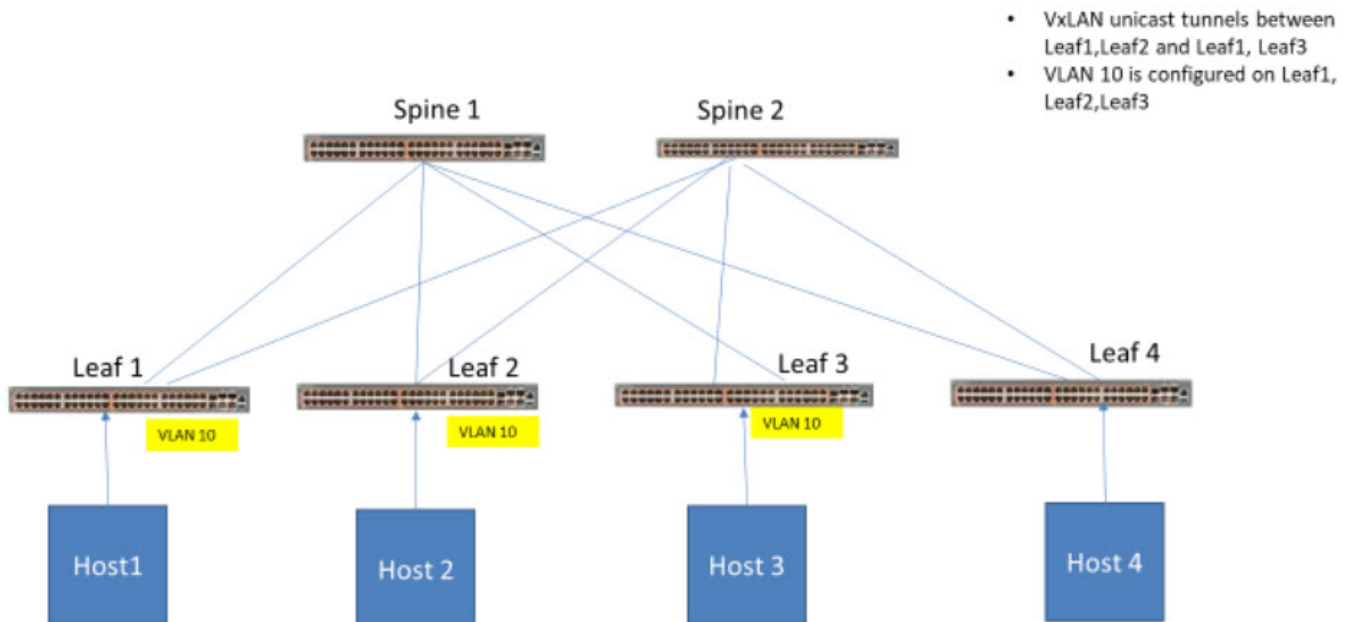 • VxLAN unicast tunnels between
Leaf1,Leaf2 and Leaf1, Leaf3
• VLAN 10 is configured on Leaf1,
Leaf2,Leaf3
Spine 1
Spine 2
Leaf 1
Leaf 2
Leaf 3
Leaf 4
VLAN 10
VLAN 10
VLAN 10
Host1
Host 2
Host 3
Host 4